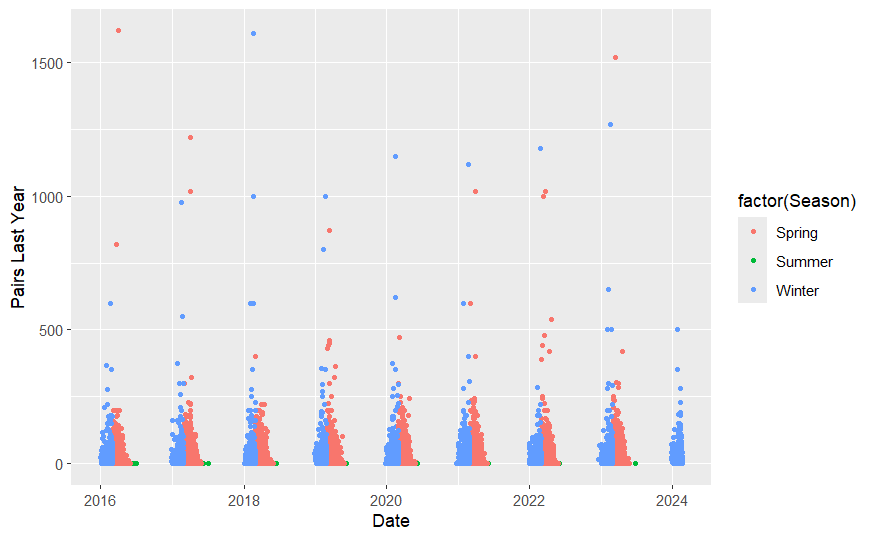 Pairs Last Year
1500
1000
500
0
2016
2018
2020
2022
2024
Date
factor(Season)
Spring
Summer
Winter